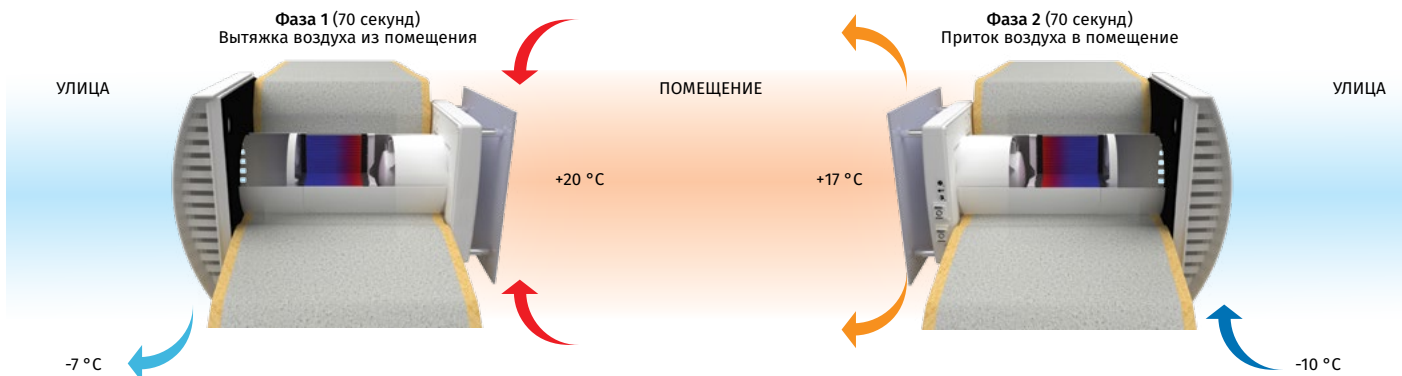 Фаза 1 (70 секунд)
Вытяжка воздуха из помещения
Фаза 2 (70 секунд)
Приток воздуха в помещение
УЛИЦА
ПОМЕЩЕНИЕ
УЛИЦА
+20 °C
+17 °C
-7 °C
-10 °C